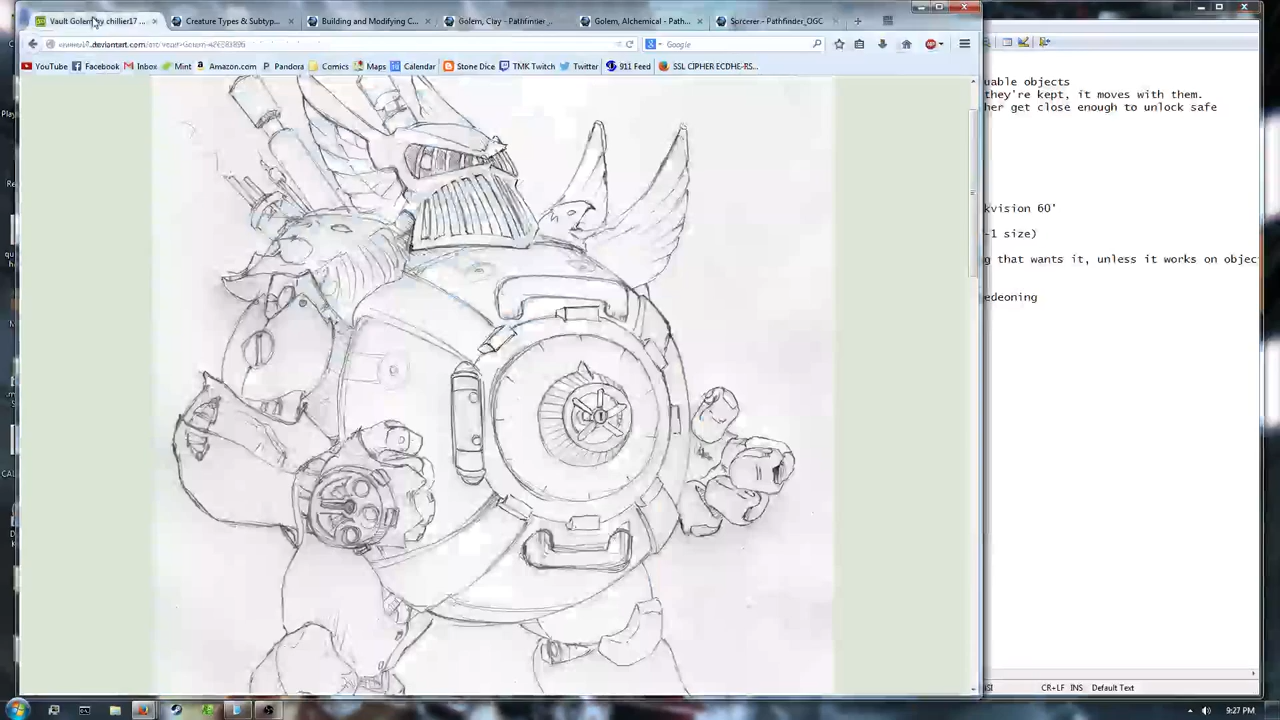 Vault Golem by chillier17 ...
Creature Types & Subtyp...
Building and Modifying C...
Golem, Clay - Pathfinder ...
Golem, Alchemical - Path...
Sorcerer - Pathfinder_OGC
Google
YouTube
Facebook
Inbox
Mint
Amazon.com
Pandora
Comics
Maps
Calendar
Stone Dice
TMK Twitch
Twitter
911 Feed
SSL CIPHER ECDHE-RS...
uable objects
they're kept, it moves with them.
her get close enough to unlock safe
kvision 60'
-1 size)
g that wants it, unless it works on objec
edeoning
CR+LF INS Default Text
9:27 PM